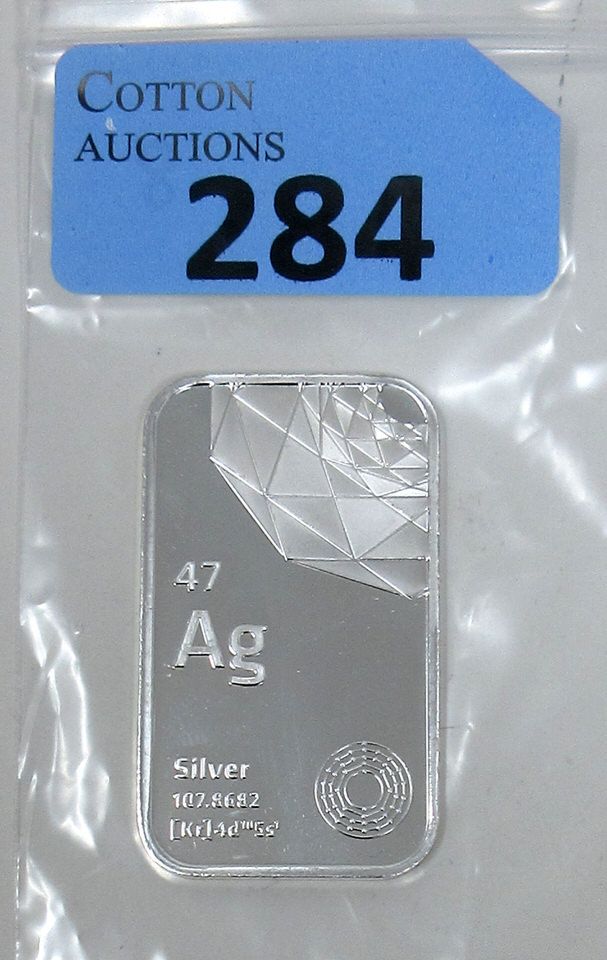 COTTON
AUCTIONS
284
47
Ag
Silver
107.8682
[Kr]4d¹⁰5s¹